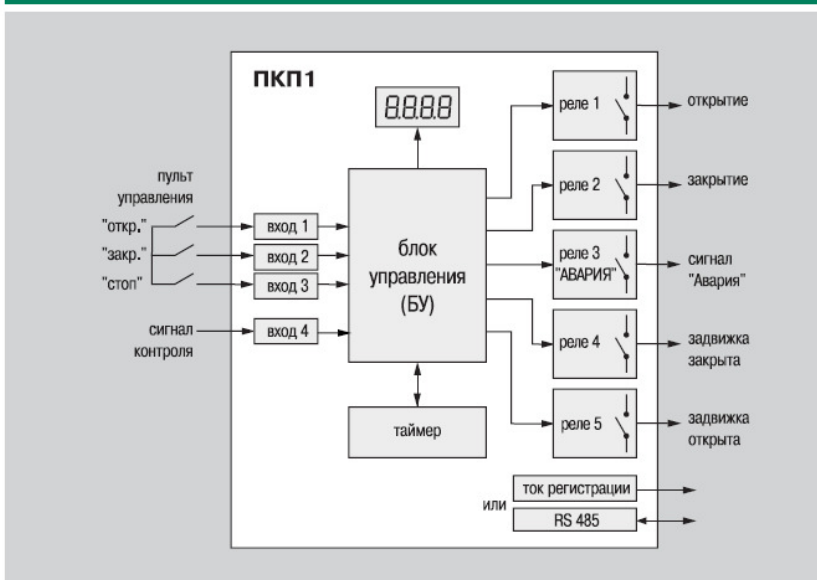 ПКП1
8.8.8.8
пульт
управления
"откр."
"закр."
"стоп"
сигнал
контроля
вход 1
вход 2
вход 3
вход 4
блок
управления
(БУ)
таймер
реле 1
реле 2
реле 3
"АВАРИЯ"
реле 4
реле 5
открытие
закрытие
сигнал
"Авария"
задвижка
закрыта
задвижка
открыта
ток регистрации
или
RS 485